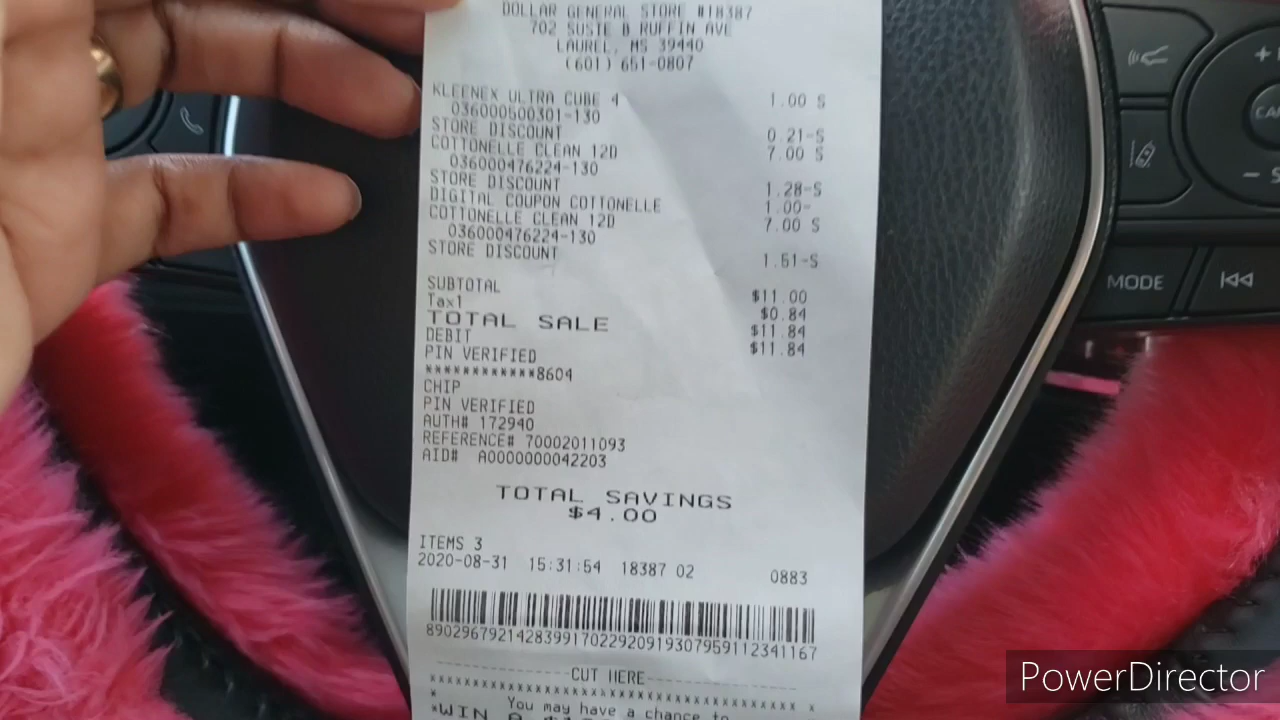 DOLLAR GENERAL STORE #18387
702 SUSIE B RUFFIN AVE
LAUREL, MS 39440
(601) 651-0807
KLEENEX ULTRA CUBE 4 1.00 S
036000500301-130
STORE DISCOUNT 0.21-S
COTTONELLE CLEAN 12D 7.00 S
036000476224-130
STORE DISCOUNT 1.28-S
DIGITAL COUPON COTTONELLE 1.00-
COTTONELLE CLEAN 12D 7.00 S
036000476224-130
STORE DISCOUNT 1.51-S
SUBTOTAL $11.00
Tax1 $0.84
TOTAL SALE $11.84
DEBIT $11.84
PIN VERIFIED
************8604
CHIP
PIN VERIFIED
AUTH# 172940
REFERENCE# 70002011093
AID# A0000000042203
TOTAL SAVINGS
$4.00
ITEMS 3
2020-08-31 15:31:54 18387 02 0883
890296792142839917022920919307959112341167
CUT HERE
You may have a chance to
*WIN A
MODE
PowerDirector